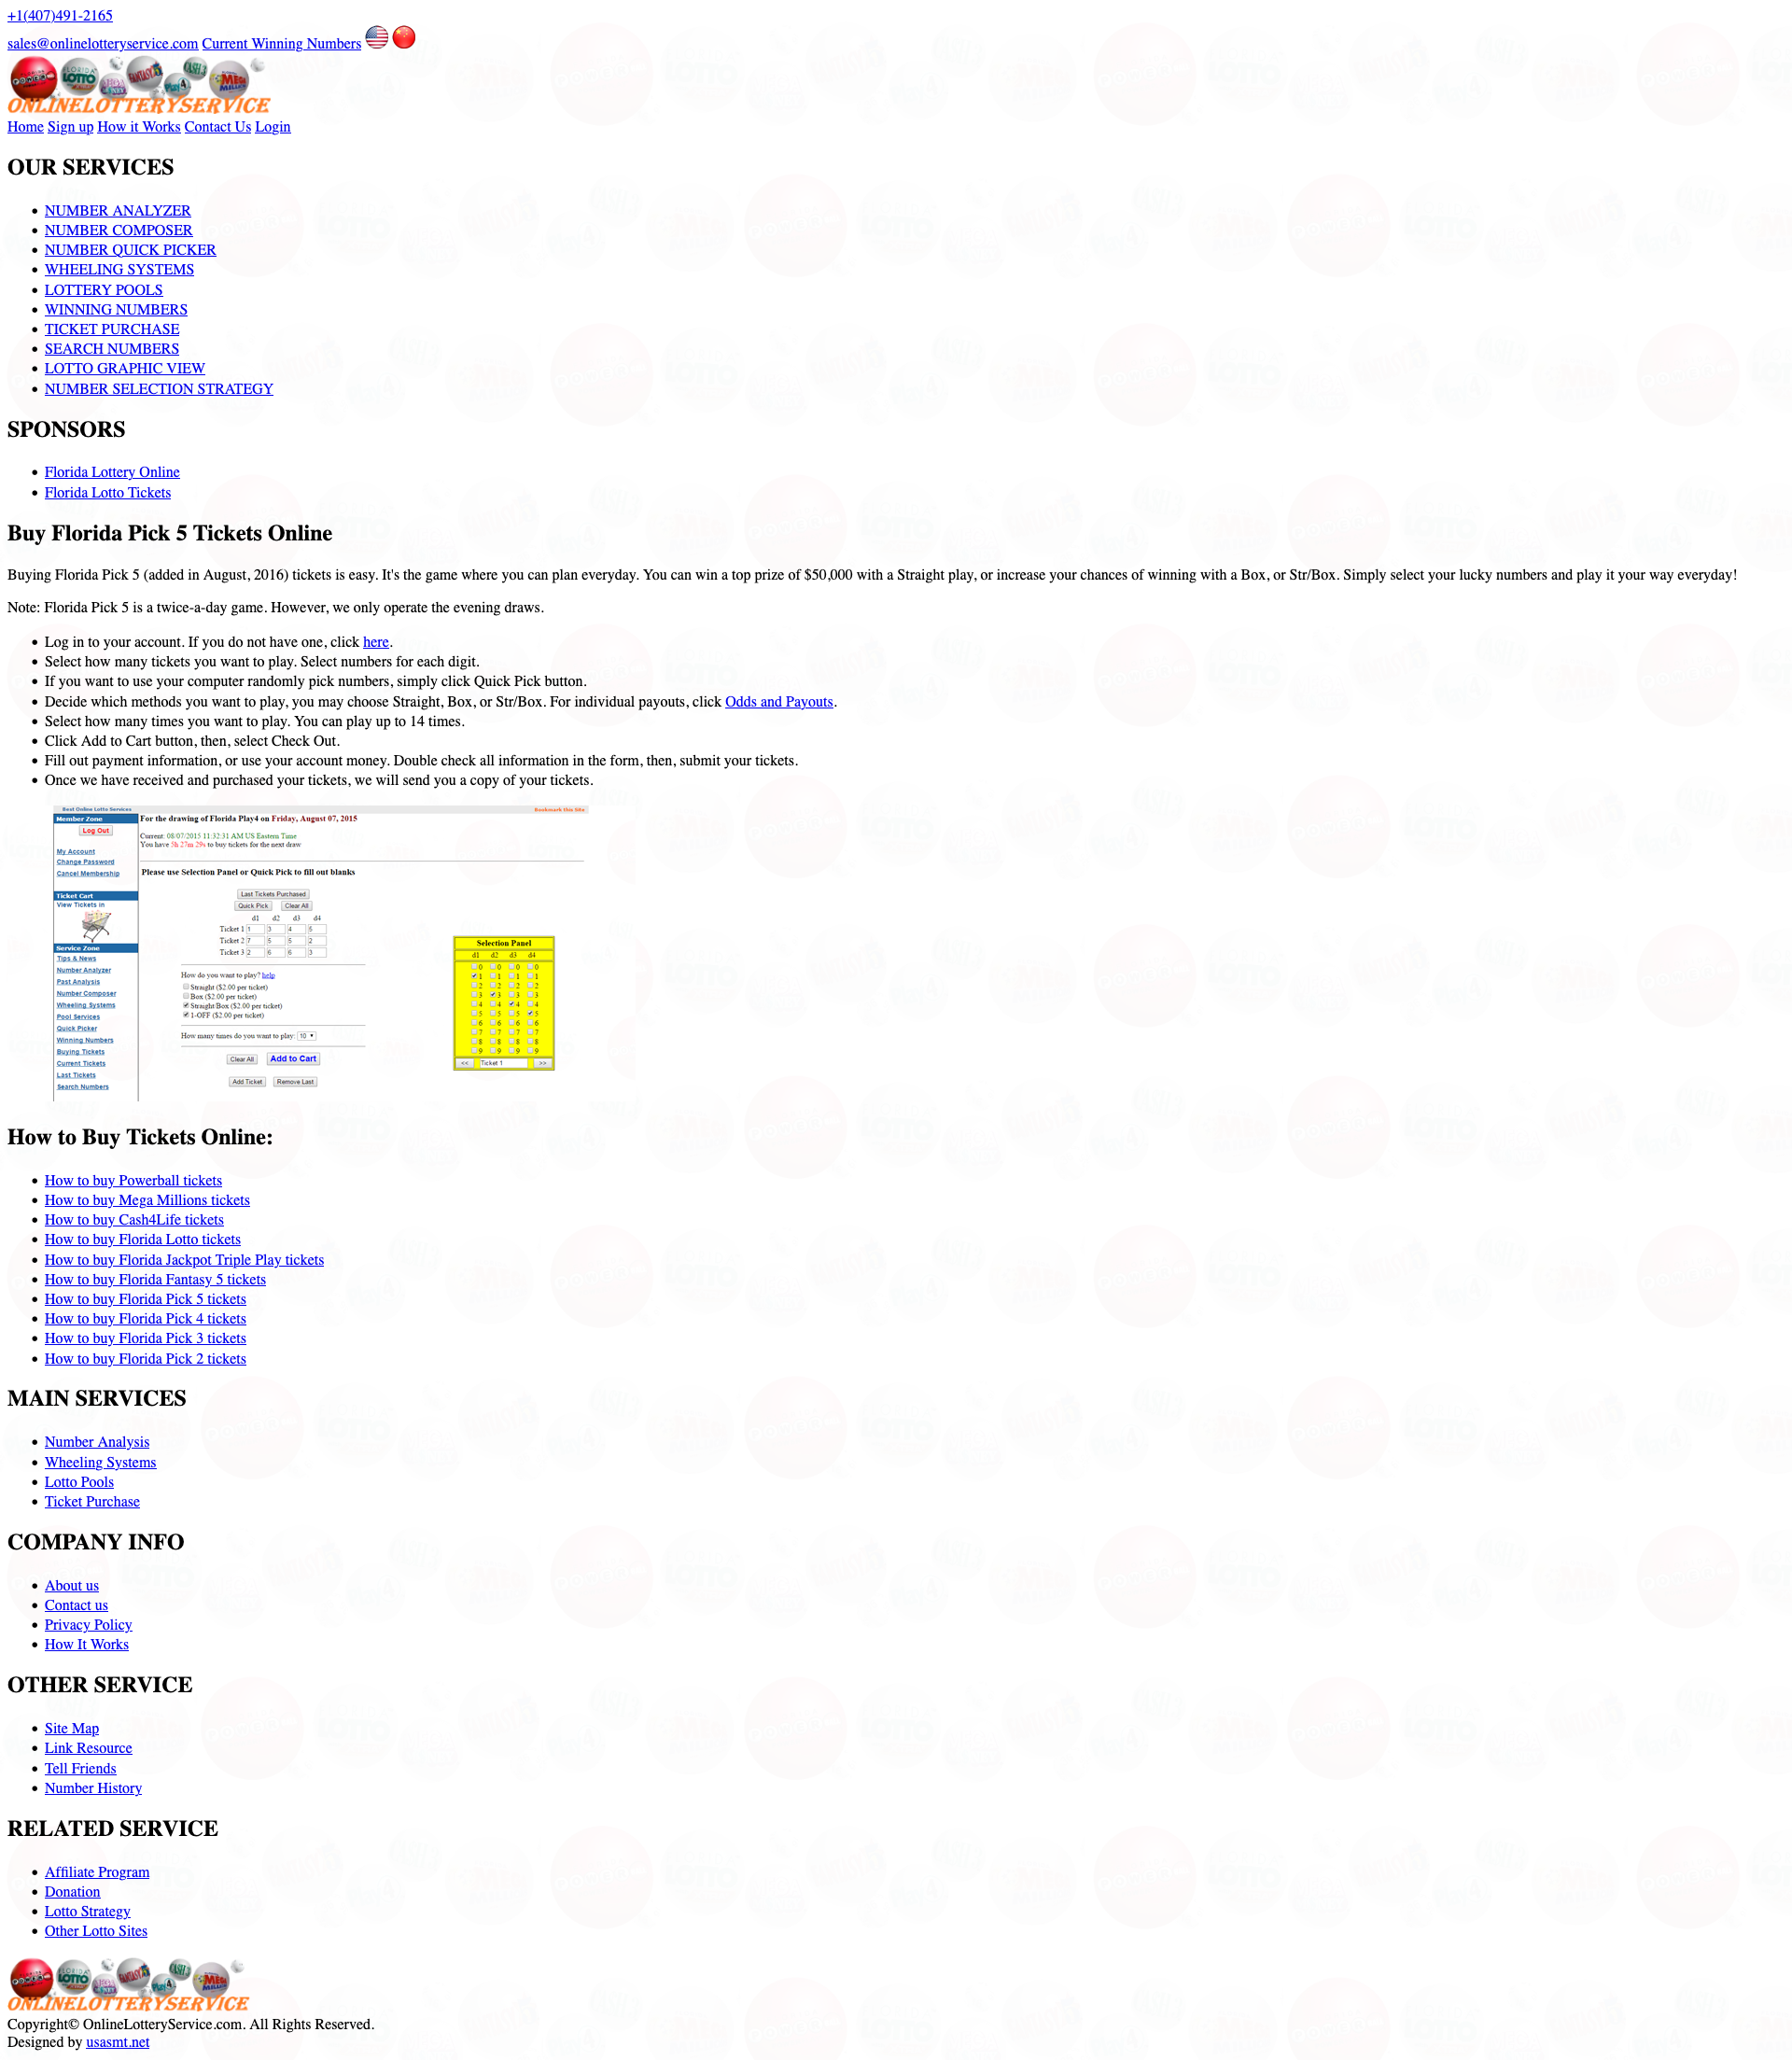 +1(407)491-2165
sales@onlinelotteryservice.com Current Winning Numbers
ONLINELOTTERYSERVICE
Home Sign up How it Works Contact Us Login
OUR SERVICES
NUMBER ANALYZER
NUMBER COMPOSER
NUMBER QUICK PICKER
WHEELING SYSTEMS
LOTTERY POOLS
WINNING NUMBERS
TICKET PURCHASE
SEARCH NUMBERS
LOTTO GRAPHIC VIEW
NUMBER SELECTION STRATEGY
SPONSORS
Florida Lottery Online
Florida Lotto Tickets
Buy Florida Pick 5 Tickets Online
Buying Florida Pick 5 (added in August, 2016) tickets is easy. It's the game where you can plan everyday. You can win a top prize of $50,000 with a Straight play, or increase your chances of winning with a Box, or Str/Box. Simply select your lucky numbers and play it your way everyday!
Note: Florida Pick 5 is a twice-a-day game. However, we only operate the evening draws.
Log in to your account. If you do not have one, click here.
Select how many tickets you want to play. Select numbers for each digit.
If you want to use your computer randomly pick numbers, simply click Quick Pick button.
Decide which methods you want to play, you may choose Straight, Box, or Str/Box. For individual payouts, click Odds and Payouts.
Select how many times you want to play. You can play up to 14 times.
Click Add to Cart button, then, select Check Out.
Fill out payment information, or use your account money. Double check all information in the form, then, submit your tickets.
Once we have received and purchased your tickets, we will send you a copy of your tickets.
Best Online Lotto Services Bookmark this Site
Member Zone
Log Out
My Account
Change Password
Cancel Membership
Ticket Cart
View Tickets in
Service Zone
Tips & News
Number Analyzer
Past Analysis
Number Composer
Wheeling Systems
Pool Services
Quick Picker
Winning Numbers
Buying Tickets
Current Tickets
Last Tickets
Search Numbers
For the drawing of Florida Play4 on Friday, August 07, 2015
Current: 08/07/2015 11:32:31 AM US Eastern Time
You have 5h 27m 29s to buy tickets for the next draw
Please use Selection Panel or Quick Pick to fill out blanks
Last Tickets Purchased
Quick Pick Clear All
d1 d2 d3 d4
Ticket 1 1 3 4 5
Ticket 2 7 5 5 2
Ticket 3 2 6 6 3
How do you want to play? help
Straight ($2.00 per ticket)
Box ($2.00 per ticket)
Straight/Box ($2.00 per ticket)
1-OFF ($2.00 per ticket)
How many times do you want to play: 10
Clear All Add to Cart
Add Ticket Remove Last
Selection Panel
d1 d2 d3 d4
0 0 0 0
1 1 1 1
2 2 2 2
3 3 3 3
4 4 4 4
5 5 5 5
6 6 6 6
7 7 7 7
8 8 8 8
9 9 9 9
<< Ticket 1 >>
How to Buy Tickets Online:
How to buy Powerball tickets
How to buy Mega Millions tickets
How to buy Cash4Life tickets
How to buy Florida Lotto tickets
How to buy Florida Jackpot Triple Play tickets
How to buy Florida Fantasy 5 tickets
How to buy Florida Pick 5 tickets
How to buy Florida Pick 4 tickets
How to buy Florida Pick 3 tickets
How to buy Florida Pick 2 tickets
MAIN SERVICES
Number Analysis
Wheeling Systems
Lotto Pools
Ticket Purchase
COMPANY INFO
About us
Contact us
Privacy Policy
How It Works
OTHER SERVICE
Site Map
Link Resource
Tell Friends
Number History
RELATED SERVICE
Affiliate Program
Donation
Lotto Strategy
Other Lotto Sites
ONLINELOTTERYSERVICE
Copyright© OnlineLotteryService.com. All Rights Reserved.
Designed by usasmt.net